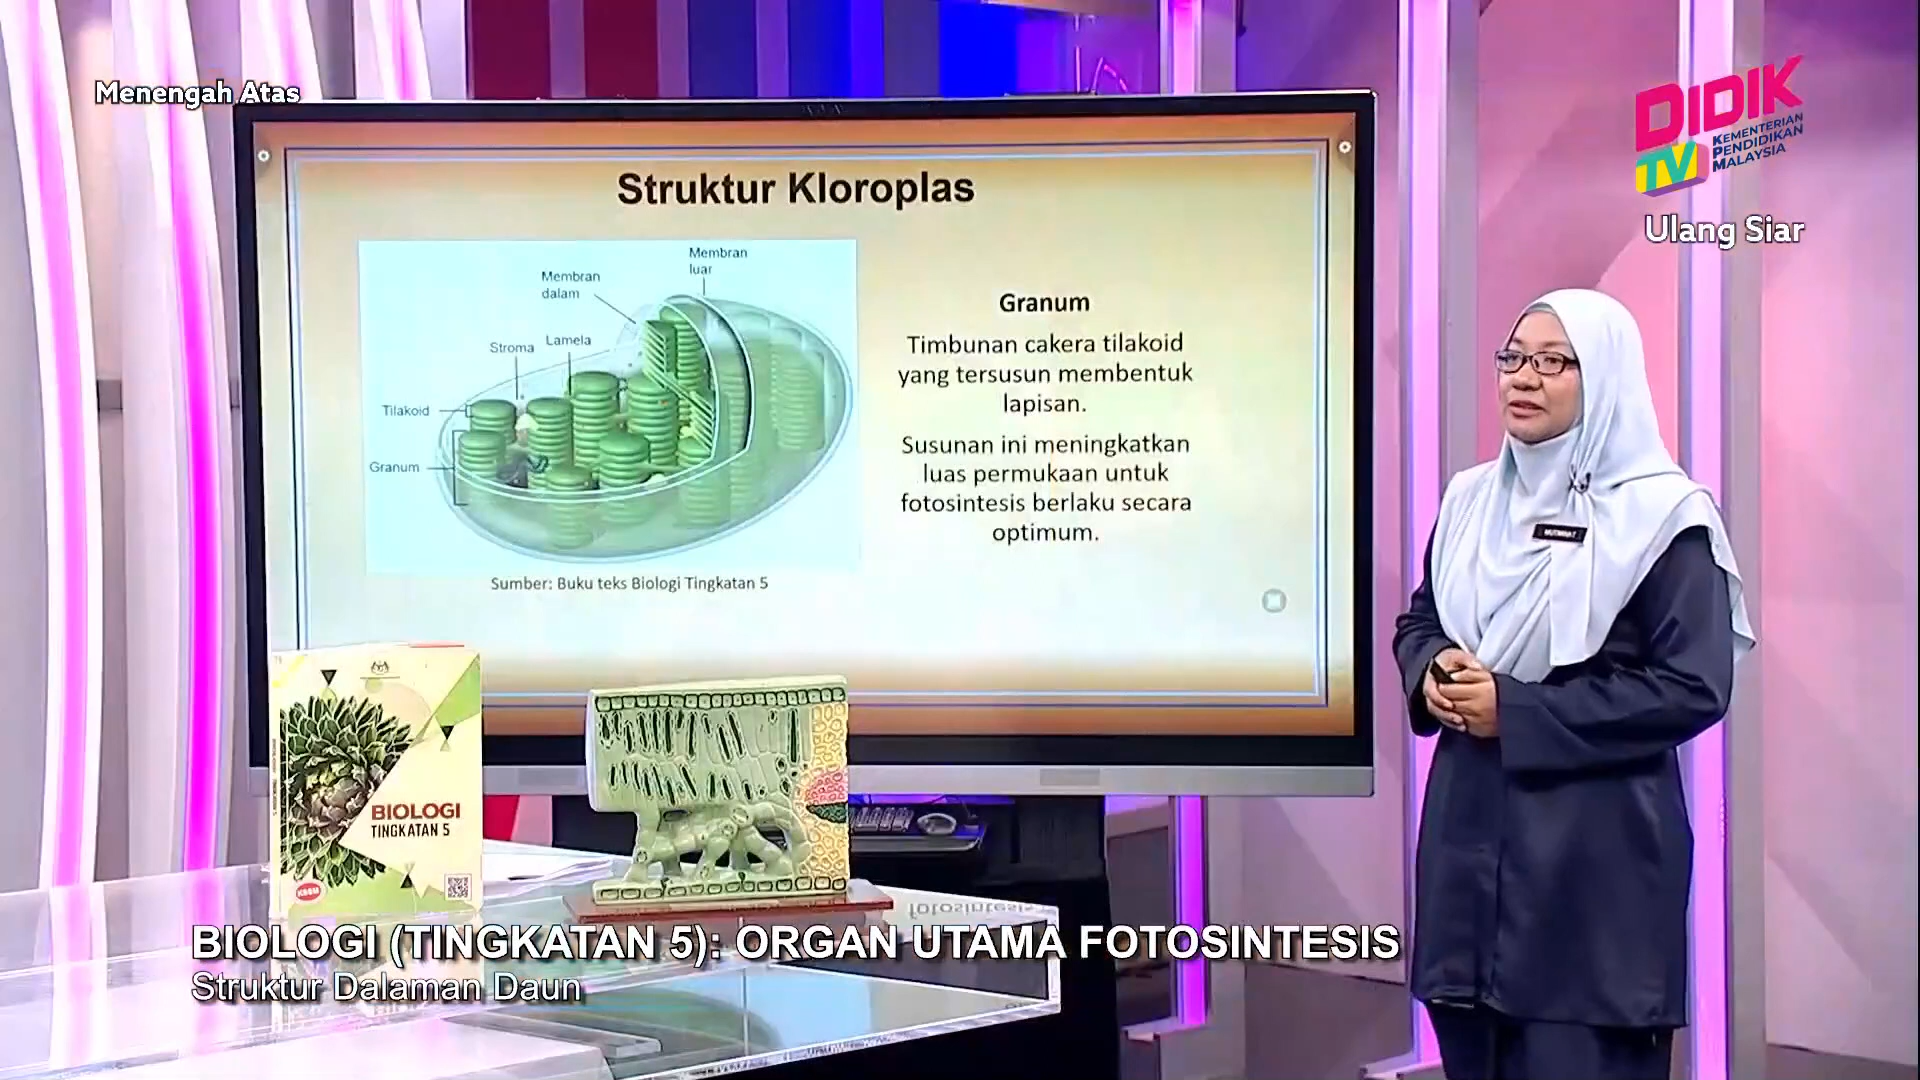 Menengah Atas
DIDIK
TV
KEMENTERIAN
PENDIDIKAN
MALAYSIA
Ulang Siar
Struktur Kloroplas
Membran
luar
Membran
dalam
Stroma
Lamela
Tilakoid
Granum
Sumber: Buku teks Biologi Tingkatan 5
Granum
Timbunan cakera tilakoid
yang tersusun membentuk
lapisan.
Susunan ini meningkatkan
luas permukaan untuk
fotosintesis berlaku secara
optimum.
BIOLOGI
TINGKATAN 5
KSSM
fotosintesis
BIOLOGI (TINGKATAN 5): ORGAN UTAMA FOTOSINTESIS
Struktur Dalaman Daun